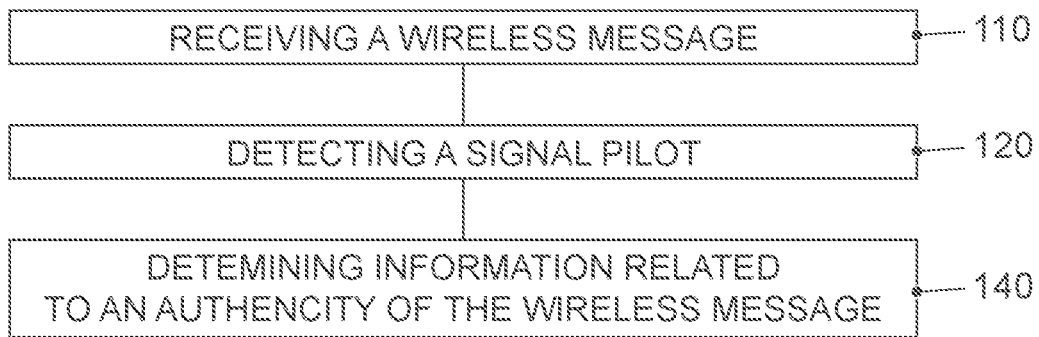 RECEIVING A WIRELESS MESSAGE
110
DETECTING A SIGNAL PILOT
120
DETEMINING INFORMATION RELATED
TO AN AUTHENCITY OF THE WIRELESS MESSAGE
140